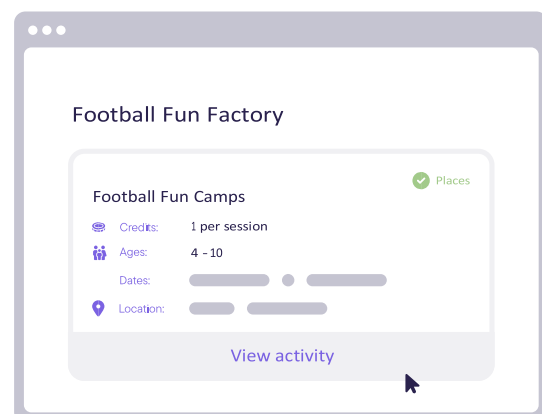 Football Fun Factory
Places
Football Fun Camps
Credits: 1 per session
Ages: 4 - 10
Dates:
Location:
View activity